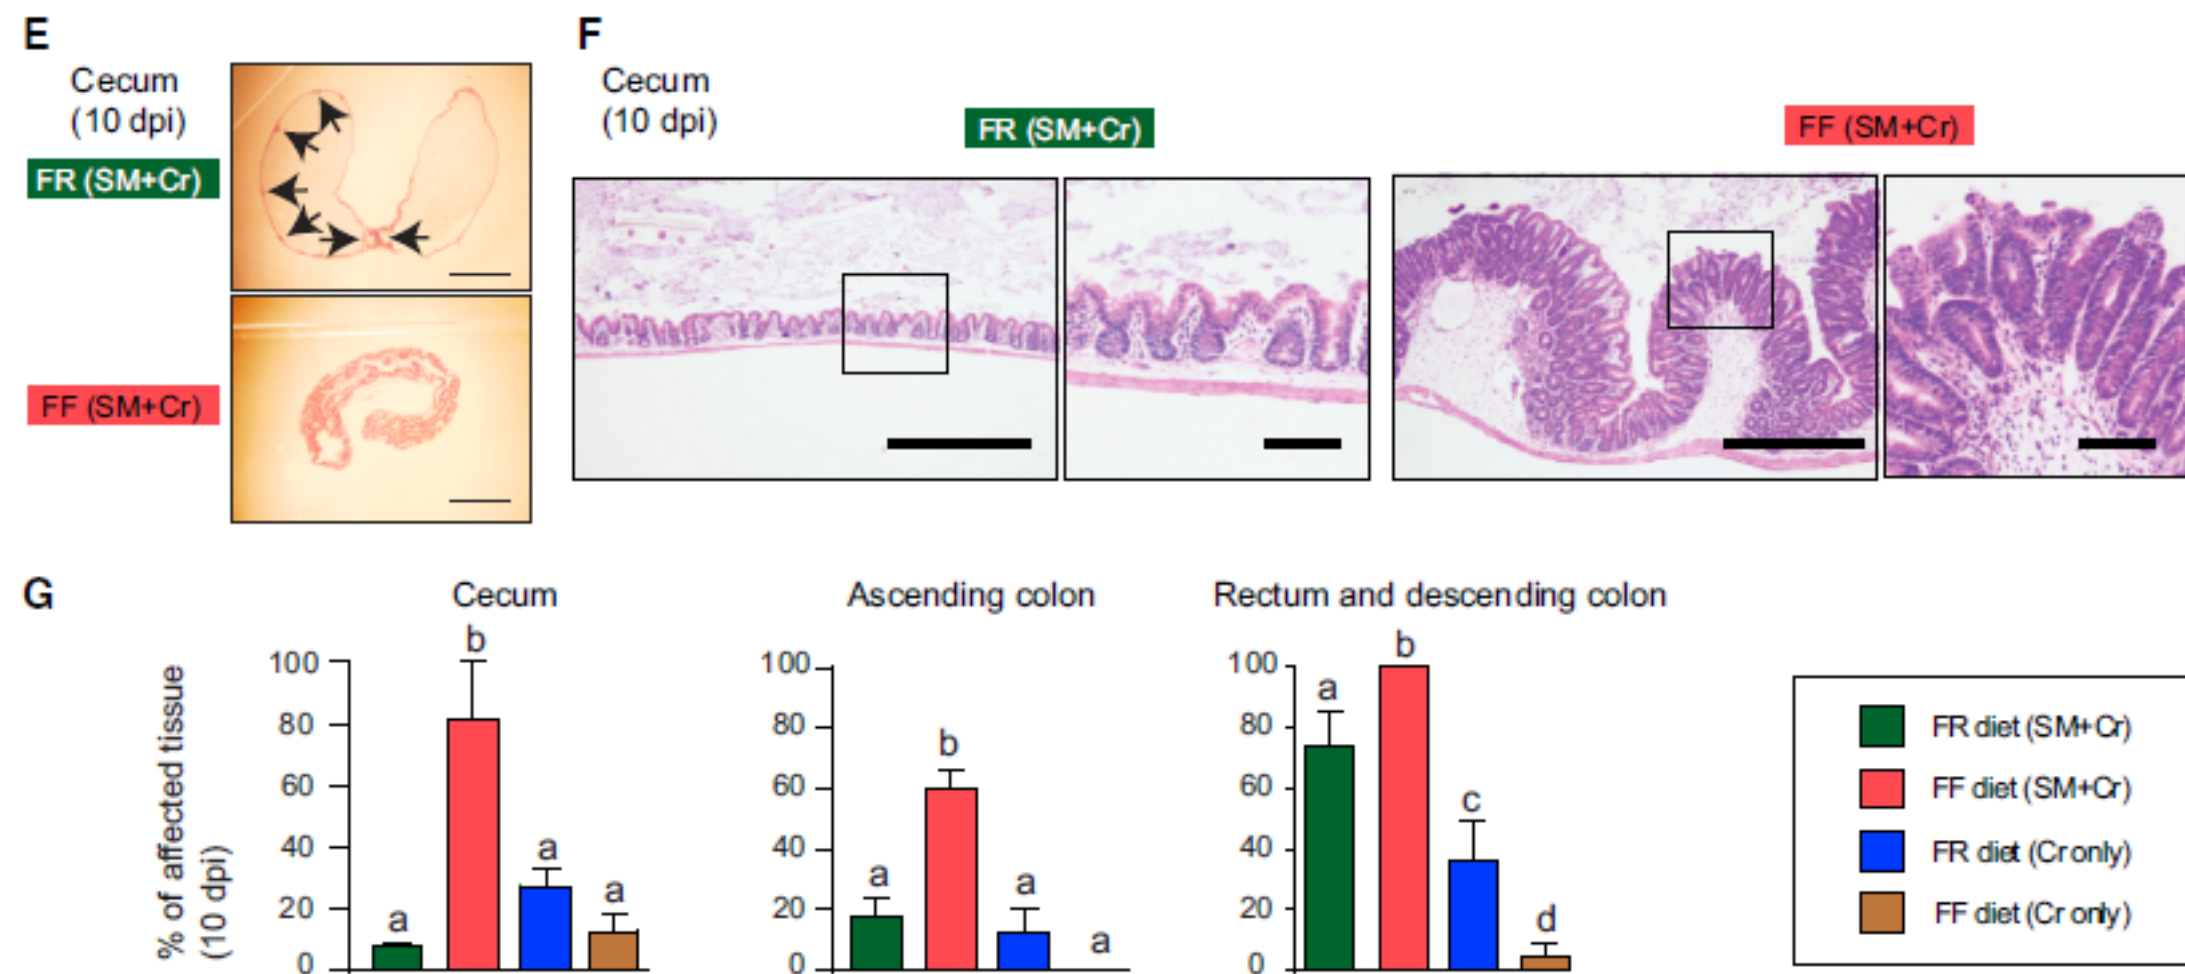 E
Cecum
(10 dpi)
FR (SM+Cr)
FF (SM+Cr)
F
Cecum
(10 dpi)
FR (SM+Cr)
FF (SM+Cr)
G
% of affected tissue
(10 dpi)
Cecum
100
80
60
40
20
0
a
b
a
a
Ascending colon
100
80
60
40
20
0
a
b
a
a
Rectum and descending colon
100
80
60
40
20
0
a
b
c
d
FR diet (SM+Cr)
FF diet (SM+Cr)
FR diet (Cr only)
FF diet (Cr only)